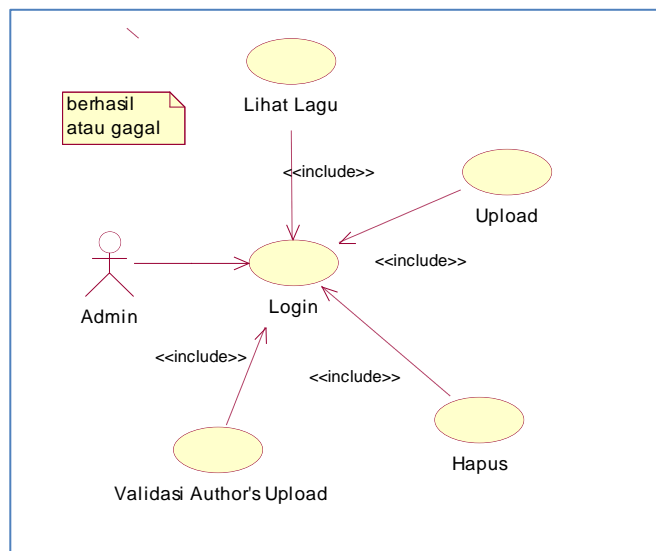 berhasil
atau gagal
Lihat Lagu
<<include>>
Upload
<<include>>
Admin
Login
<<include>>
<<include>>
Hapus
Validasi Author's Upload